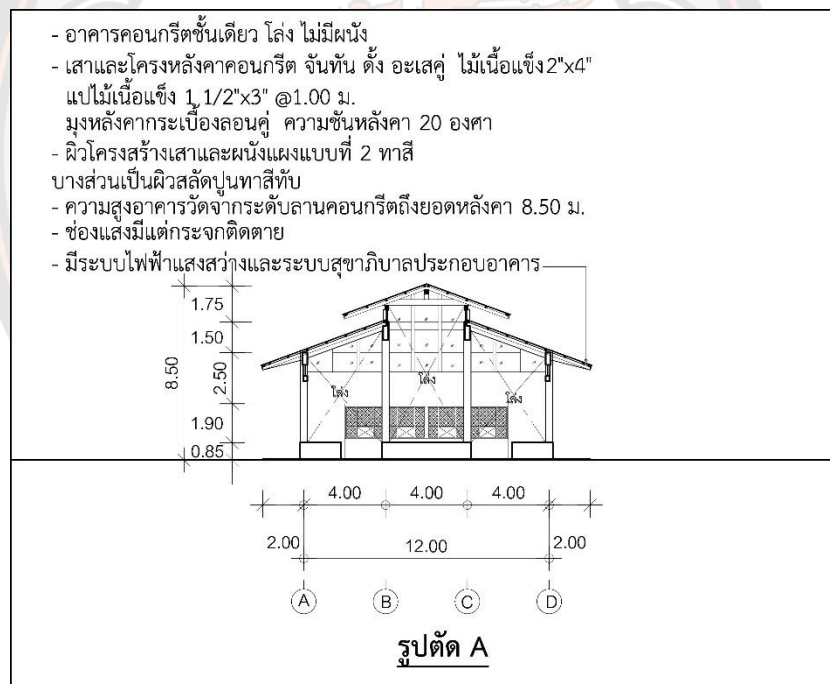 - อาคารคอนกรีตชั้นเดียว โล่ง ไม่มีผนัง
- เสาและโครงหลังคาคอนกรีต จันทัน ดั้ง อะเสคู่ ไม้เนื้อแข็ง2"x4"
แปไม้เนื้อแข็ง 1 1/2"x3" @1.00 ม.
มุงหลังคากระเบื้องลอนคู่ ความชันหลังคา 20 องศา
- ผิวโครงสร้างเสาและผนังแผงแบบที่ 2 ทาสี
บางส่วนเป็นผิวสลัดปูนทาสีทับ
- ความสูงอาคารวัดจากระดับลานคอนกรีตถึงยอดหลังคา 8.50 ม.
- ช่องแสงมีแต่กระจกติดตาย
- มีระบบไฟฟ้าแสงสว่างและระบบสุขาภิบาลประกอบอาคาร
1.75
1.50
8.50
2.50
โล่ง
โล่ง
โล่ง
1.90
0.85
4.00 4.00 4.00
2.00 12.00 2.00
A B C D
รูปตัด A